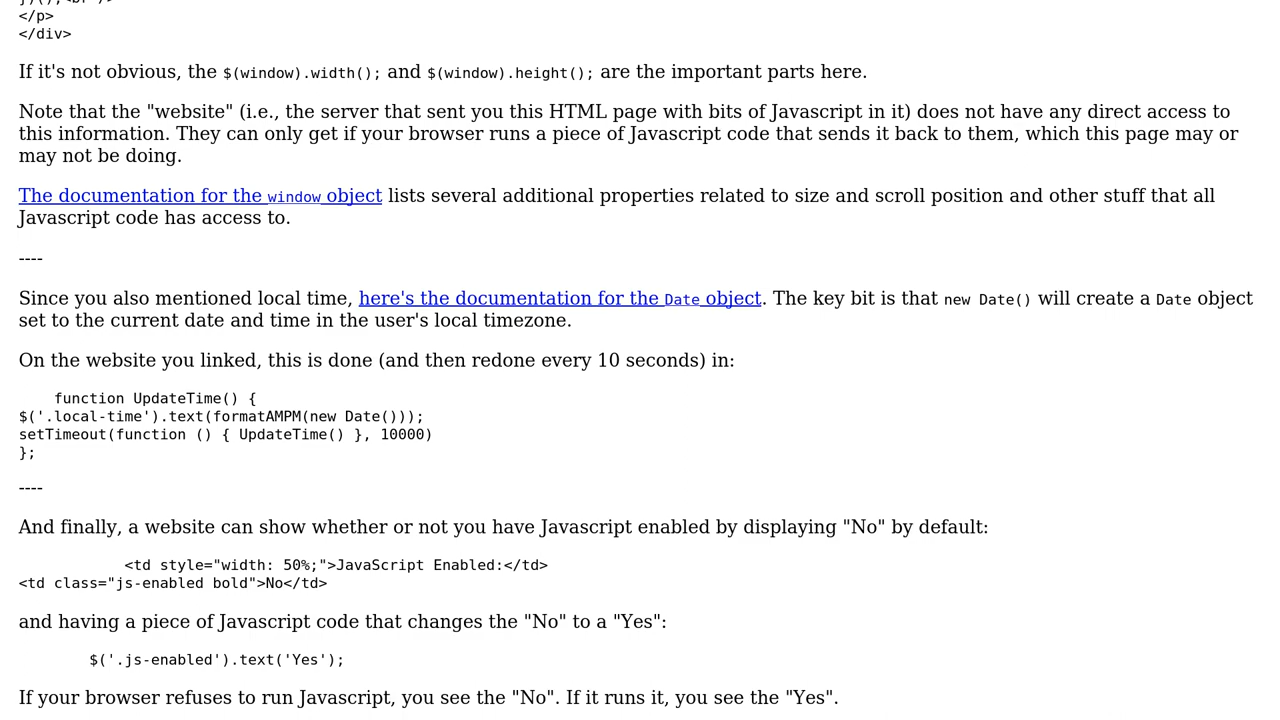 </p>
</div>
If it's not obvious, the $(window).width(); and $(window).height(); are the important parts here.
Note that the "website" (i.e., the server that sent you this HTML page with bits of Javascript in it) does not have any direct access to
this information. They can only get if your browser runs a piece of Javascript code that sends it back to them, which this page may or
may not be doing.
The documentation for the window object lists several additional properties related to size and scroll position and other stuff that all
Javascript code has access to.
----
Since you also mentioned local time, here's the documentation for the Date object. The key bit is that new Date() will create a Date object
set to the current date and time in the user's local timezone.
On the website you linked, this is done (and then redone every 10 seconds) in:
    function UpdateTime() {
$('.local-time').text(formatAMPM(new Date()));
setTimeout(function () { UpdateTime() }, 10000)
};
----
And finally, a website can show whether or not you have Javascript enabled by displaying "No" by default:
            <td style="width: 50%;">JavaScript Enabled:</td>
<td class="js-enabled bold">No</td>
and having a piece of Javascript code that changes the "No" to a "Yes":
        $('.js-enabled').text('Yes');
If your browser refuses to run Javascript, you see the "No". If it runs it, you see the "Yes".